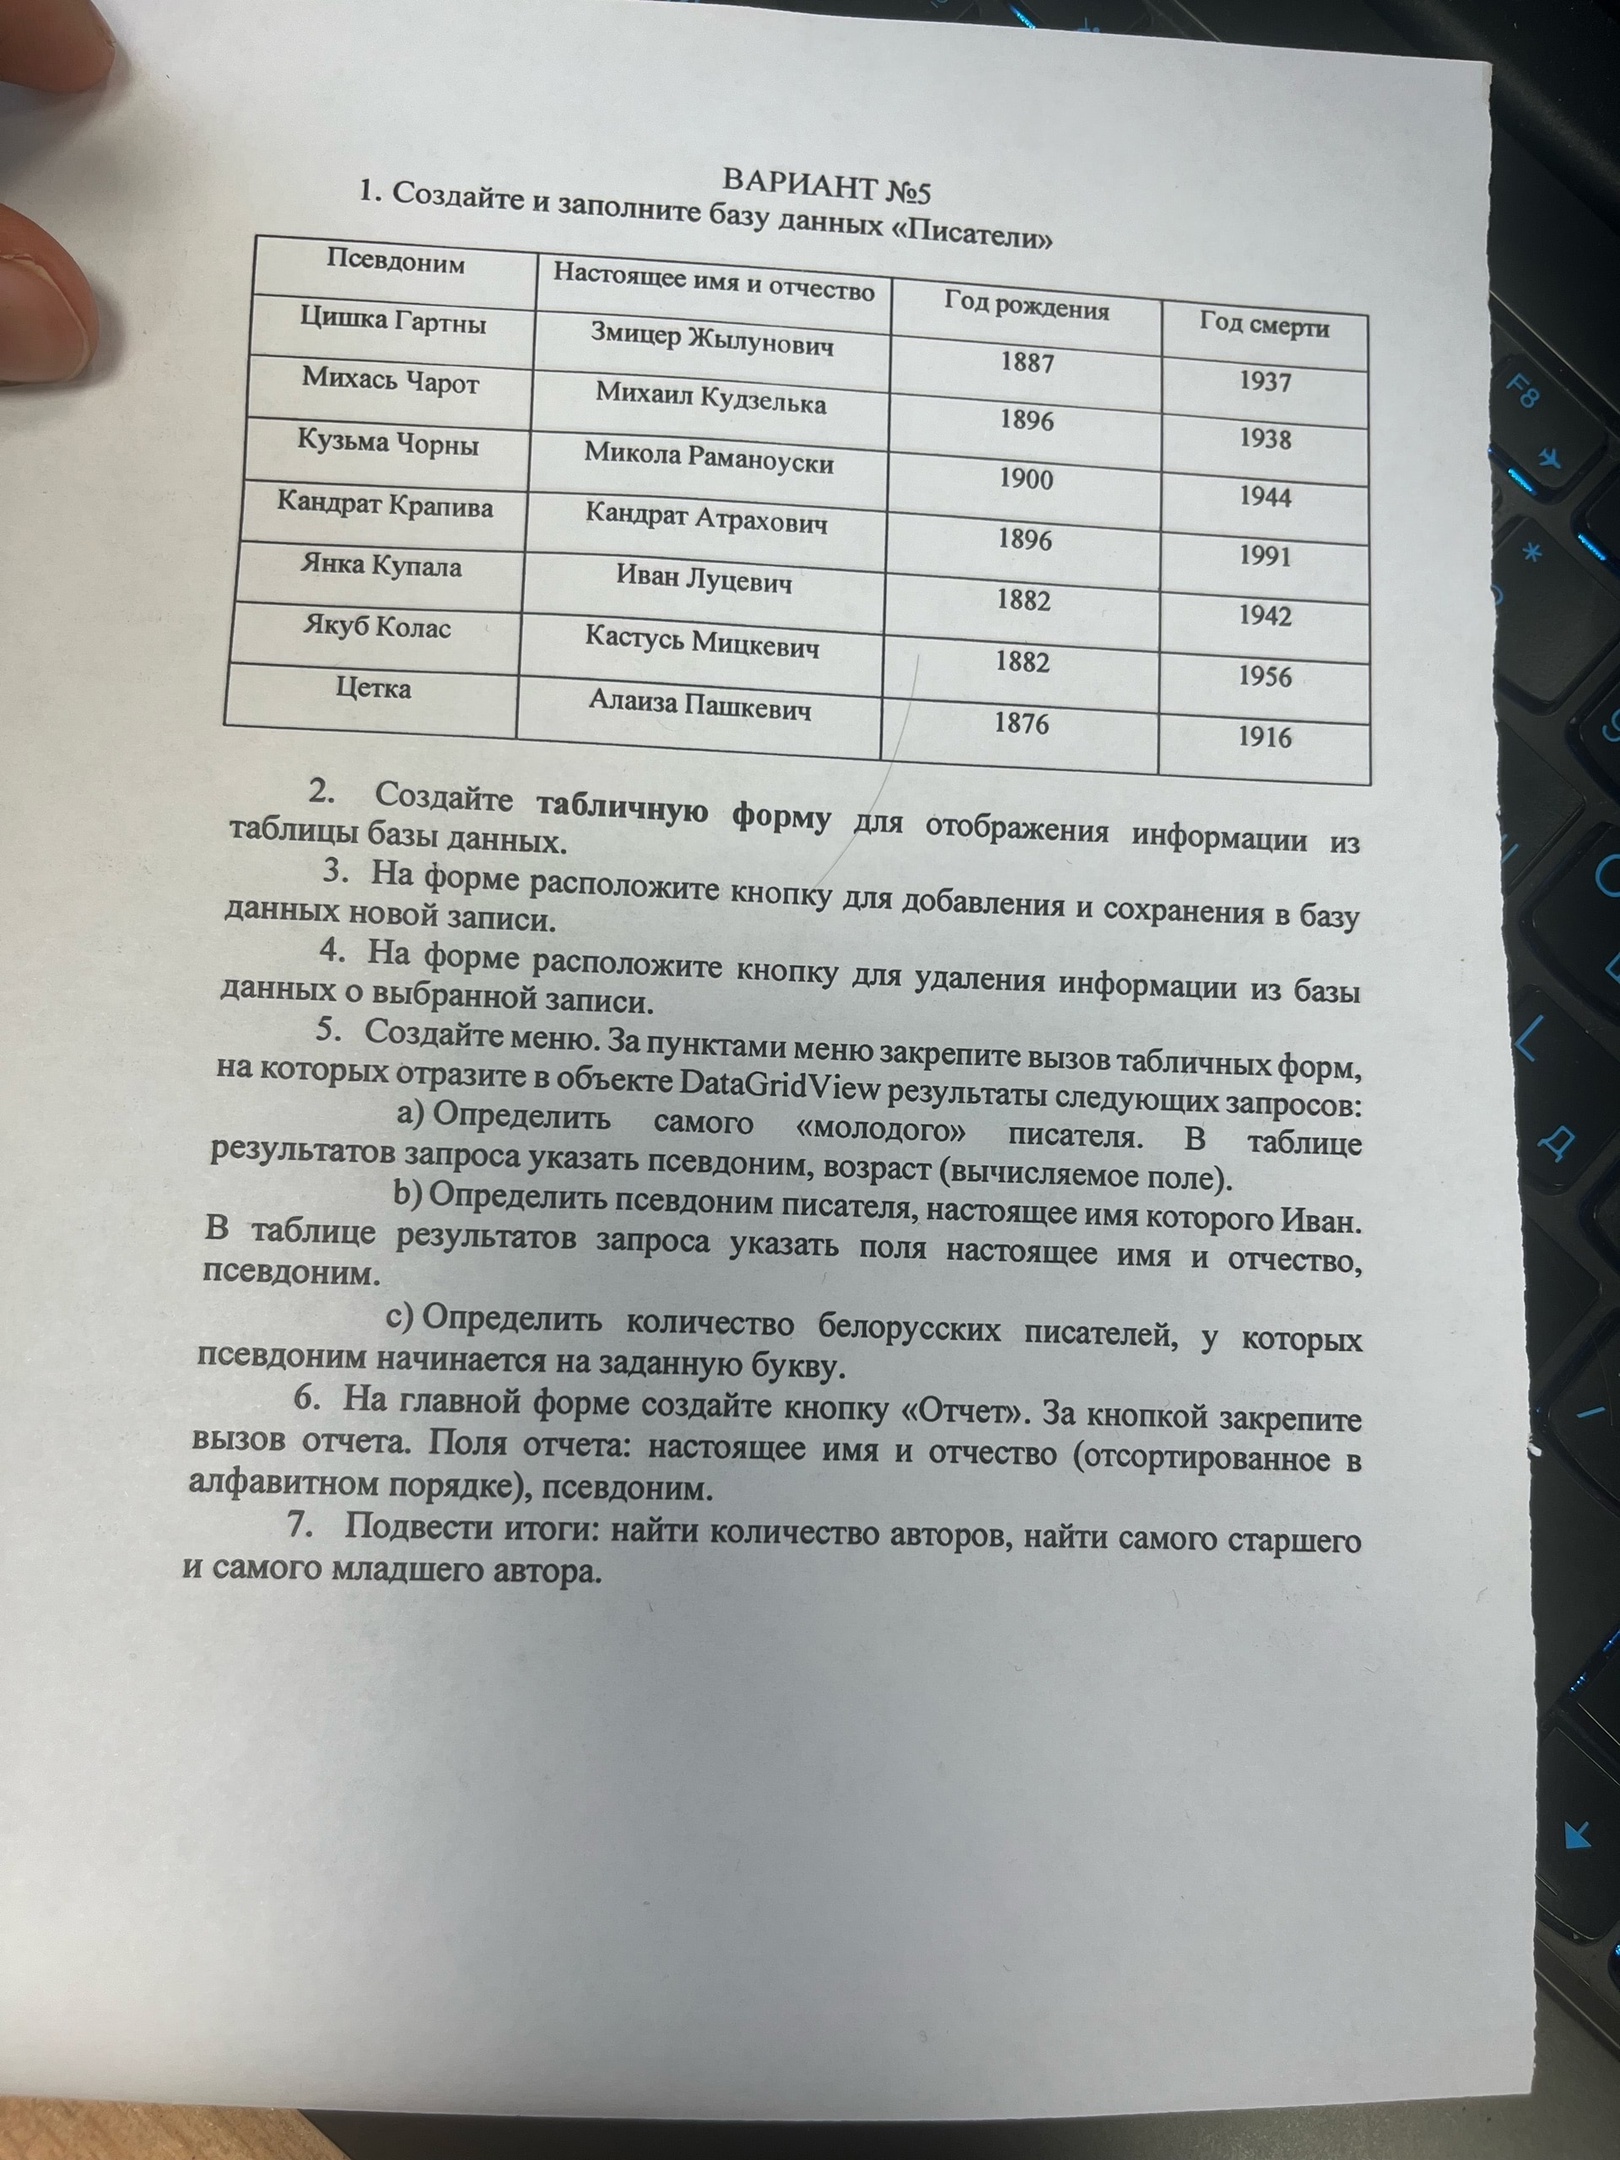 ВАРИАНТ №5
1. Создайте и заполните базу данных «Писатели»
Псевдоним Настоящее имя и отчество Год рождения Год смерти
Цишка Гартны Змицер Жылунович 1887 1937
Михась Чарот Михаил Кудзелька 1896 1938
Кузьма Чорны Микола Рамановски 1900 1944
Кандрат Крапива Кандрат Атрахович 1896 1991
Янка Купала Иван Луцевич 1882 1942
Якуб Колас Кастусь Мицкевич 1882 1956
Цетка Алаиза Пашкевич 1876 1916
2. Создайте табличную форму для отображения информации из
таблицы базы данных.
3. На форме расположите кнопку для добавления и сохранения в базу
данных новой записи.
4. На форме расположите кнопку для удаления информации из базы
данных о выбранной записи.
5. Создайте меню. За пунктами меню закрепите вызов табличных форм,
на которых отразите в объекте DataGridView результаты следующих запросов:
a) Определить самого «молодого» писателя. В таблице
результатов запроса указать псевдоним, возраст (вычисляемое поле).
b) Определить псевдоним писателя, настоящее имя которого Иван.
В таблице результатов запроса указать поля настоящее имя и отчество,
псевдоним.
c) Определить количество белорусских писателей, у которых
псевдоним начинается на заданную букву.
6. На главной форме создайте кнопку «Отчет». За кнопкой закрепите
вызов отчета. Поля отчета: настоящее имя и отчество (отсортированное в
алфавитном порядке), псевдоним.
7. Подвести итоги: найти количество авторов, найти самого старшего
и самого младшего автора.
F8
*
L
Д